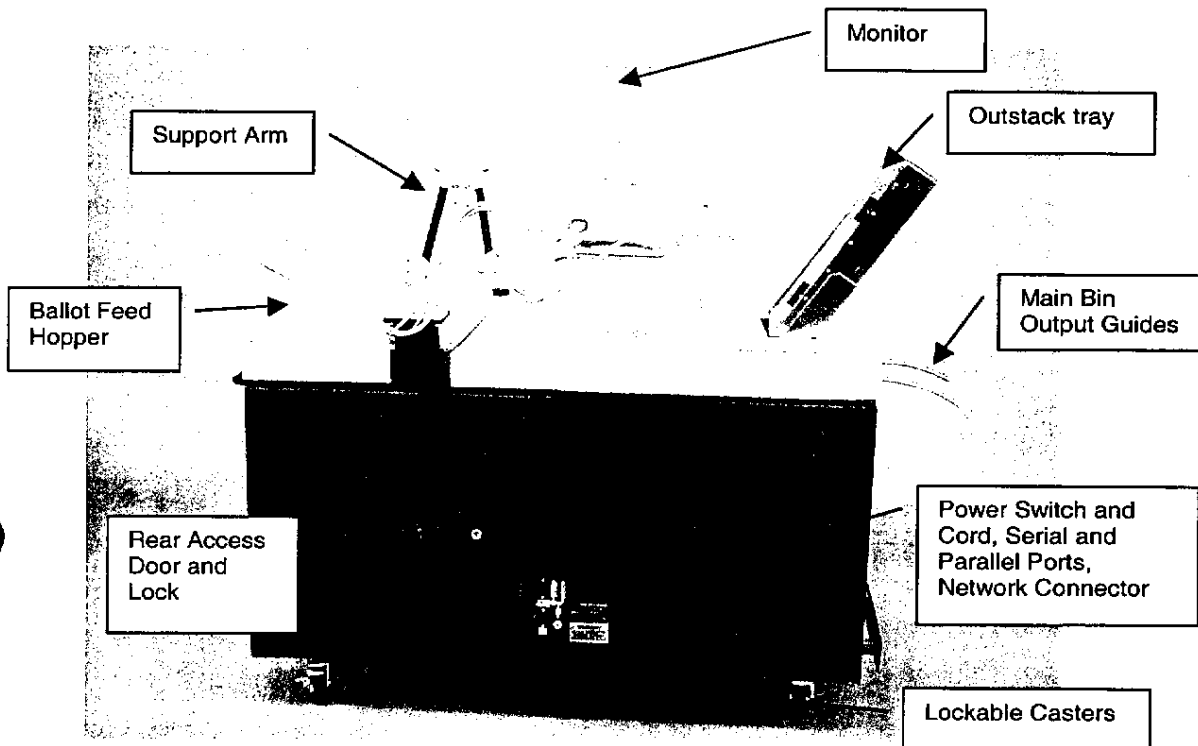 Monitor
Support Arm
Outstack tray
Ballot Feed
Hopper
Main Bin
Output Guides
Rear Access
Door and
Lock
Power Switch and
Cord, Serial and
Parallel Ports,
Network Connector
Lockable Casters